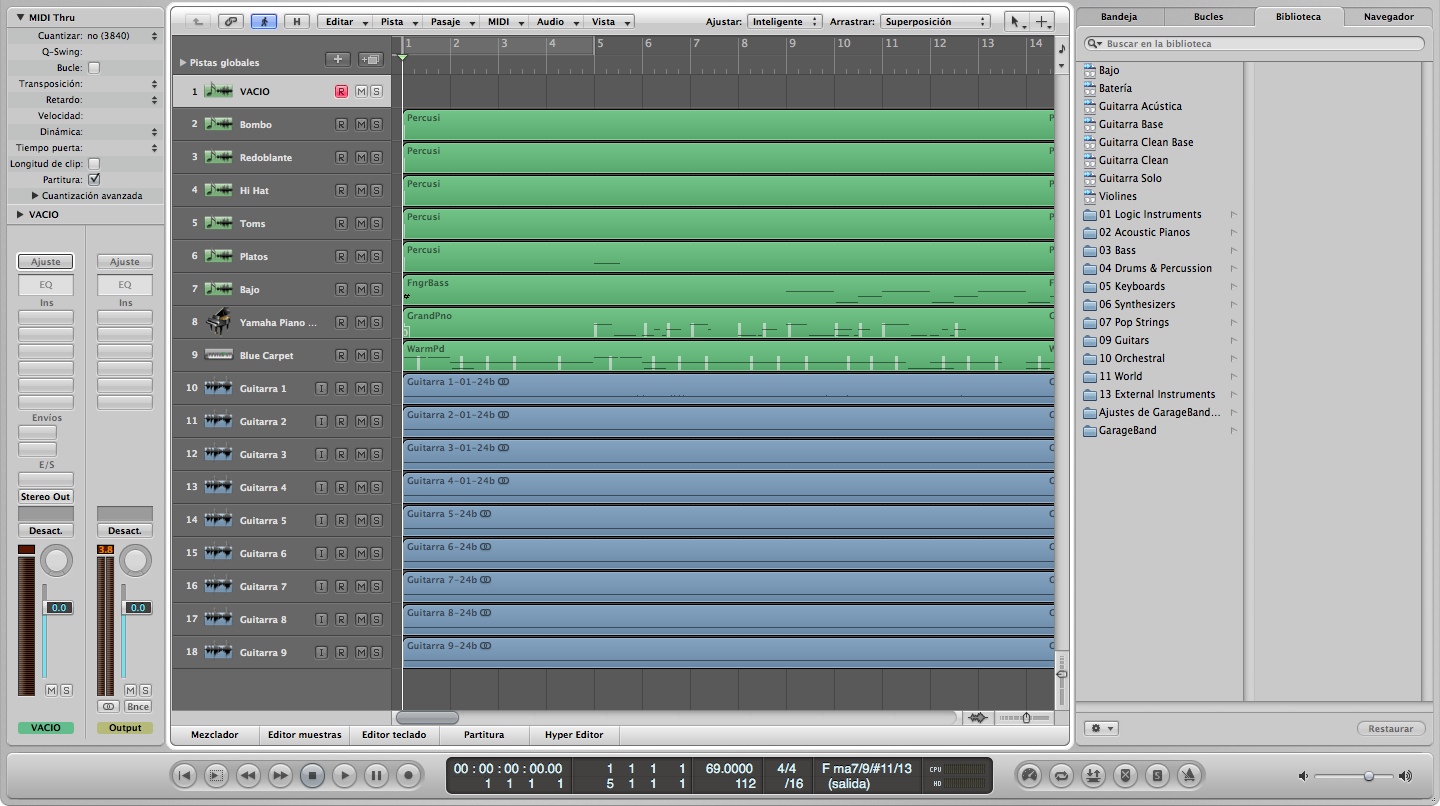 MIDI Thru
Cuantizar: no (3840)
Q-Swing:
Bucle:
Transposición:
Retardo:
Velocidad:
Dinámica:
Tiempo puerta:
Longitud de clip:
Partitura:
Cuantización avanzada
VACIO
Ajuste Ajuste
EQ EQ
Ins Ins
Envíos
E/S
Stereo Out
Desact. Desact.
3.8
0.0 0.0
M S M S
Bnce
VACIO Output
H Editar Pista Pasaje MIDI Audio Vista Ajustar: Inteligente Arrastrar: Superposición
1 2 3 4 5 6 7 8 9 10 11 12 13 14
Pistas globales
1 VACIO R M S
2 Bombo R M S Percusi P
3 Redoblante R M S Percusi P
4 Hi Hat R M S Percusi P
5 Toms R M S Percusi P
6 Platos R M S Percusi P
7 Bajo R M S FngrBass F
8 Yamaha Piano ... R M S GrandPno
9 Blue Carpet R M S WarmPd
10 Guitarra 1 I R M S Guitarra 1-01-24b
11 Guitarra 2 I R M S Guitarra 2-01-24b
12 Guitarra 3 I R M S Guitarra 3-01-24b
13 Guitarra 4 I R M S Guitarra 4-01-24b
14 Guitarra 5 I R M S Guitarra 5-24b
15 Guitarra 6 I R M S Guitarra 6-24b
16 Guitarra 7 I R M S Guitarra 7-24b
17 Guitarra 8 I R M S Guitarra 8-24b
18 Guitarra 9 I R M S Guitarra 9-24b
Mezclador Editor muestras Editor teclado Partitura Hyper Editor
Bandeja Bucles Biblioteca Navegador
Buscar en la biblioteca
Bajo
Batería
Guitarra Acústica
Guitarra Base
Guitarra Clean Base
Guitarra Clean
Guitarra Solo
Violines
01 Logic Instruments
02 Acoustic Pianos
03 Bass
04 Drums & Percussion
05 Keyboards
06 Synthesizers
07 Pop Strings
09 Guitars
10 Orchestral
11 World
13 External Instruments
Ajustes de GarageBand...
GarageBand
Restaurar
00 : 00 : 00 : 00.00 1 1 1 1 69.0000 4/4 F ma7/9/#11/13 CPU
1 1 1 1 5 1 1 1 112 /16 (salida) HD